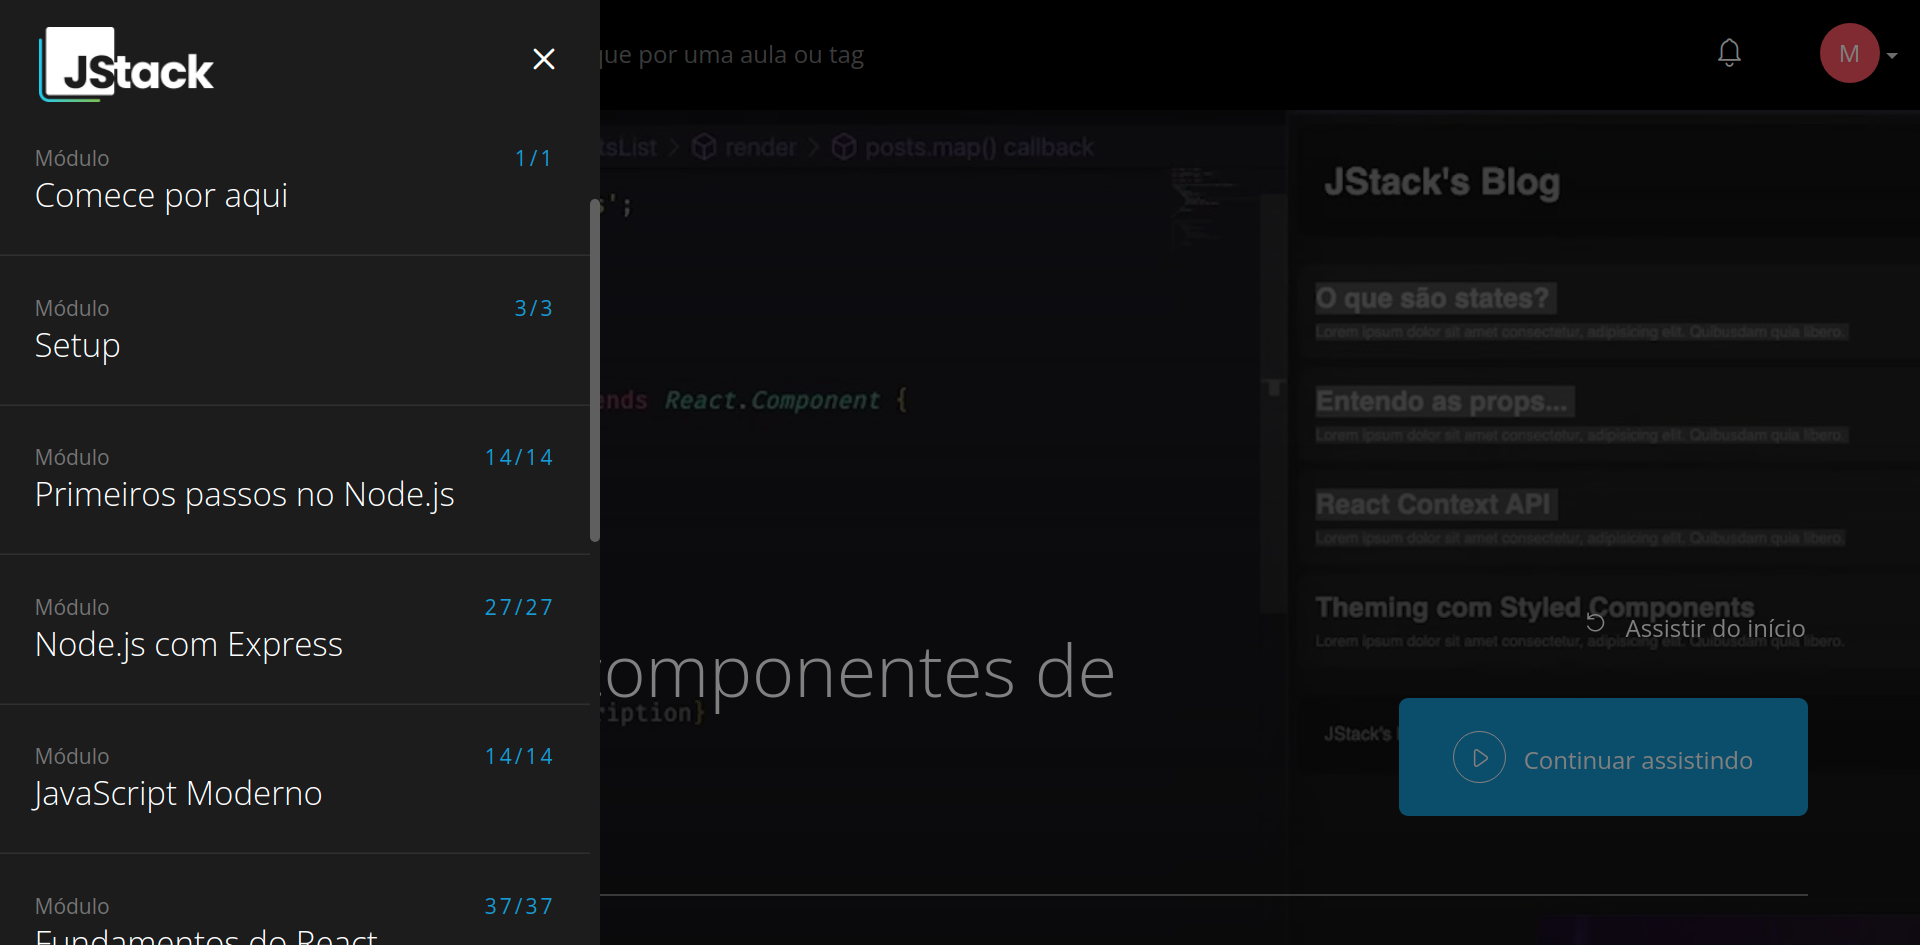 JStack
Módulo 1/1
Comece por aqui
Módulo 3/3
Setup
Módulo 14/14
Primeiros passos no Node.js
Módulo 27/27
Node.js com Express
Módulo 14/14
JavaScript Moderno
Módulo 37/37
Fundamentos do React
que por uma aula ou tag
M
tsList > render > posts.map() callback
s';
ends React.Component {
componentes de
ription}
JStack's Blog
O que são states?
Lorem ipsum dolor sit amet consectetur, adipisicing elit. Quibusdam quia libero.
Entendo as props...
Lorem ipsum dolor sit amet consectetur, adipisicing elit. Quibusdam quia libero.
React Context API
Lorem ipsum dolor sit amet consectetur, adipisicing elit. Quibusdam quia libero.
Theming com Styled Components
Lorem ipsum dolor sit amet consectetur, adipisicing elit. Quibusdam quia libero.
Assistir do início
JStack's
Continuar assistindo